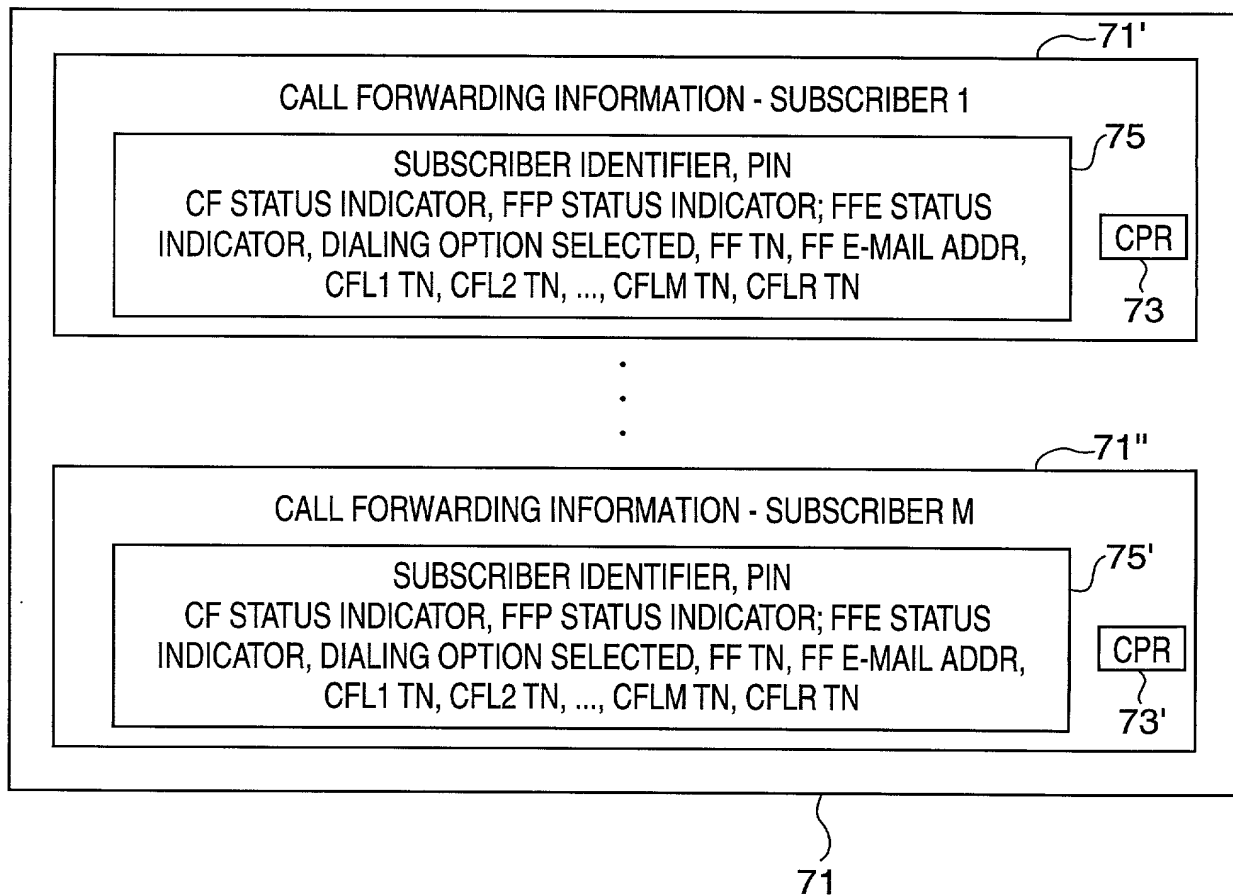 71'
CALL FORWARDING INFORMATION - SUBSCRIBER 1
75
SUBSCRIBER IDENTIFIER, PIN
CF STATUS INDICATOR, FFP STATUS INDICATOR; FFE STATUS
INDICATOR, DIALING OPTION SELECTED, FF TN, FF E-MAIL ADDR,
CFL1 TN, CFL2 TN, ..., CFLM TN, CFLR TN
CPR
73
71"
CALL FORWARDING INFORMATION - SUBSCRIBER M
75'
SUBSCRIBER IDENTIFIER, PIN
CF STATUS INDICATOR, FFP STATUS INDICATOR; FFE STATUS
INDICATOR, DIALING OPTION SELECTED, FF TN, FF E-MAIL ADDR,
CFL1 TN, CFL2 TN, ..., CFLM TN, CFLR TN
CPR
73'
71